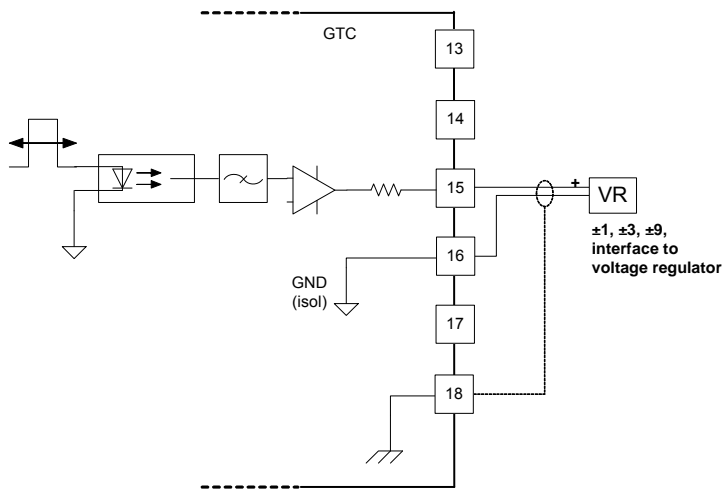 GTC
13
14
15
+
VR
±1, ±3, ±9,
interface to
voltage regulator
16
GND
(isol)
17
18